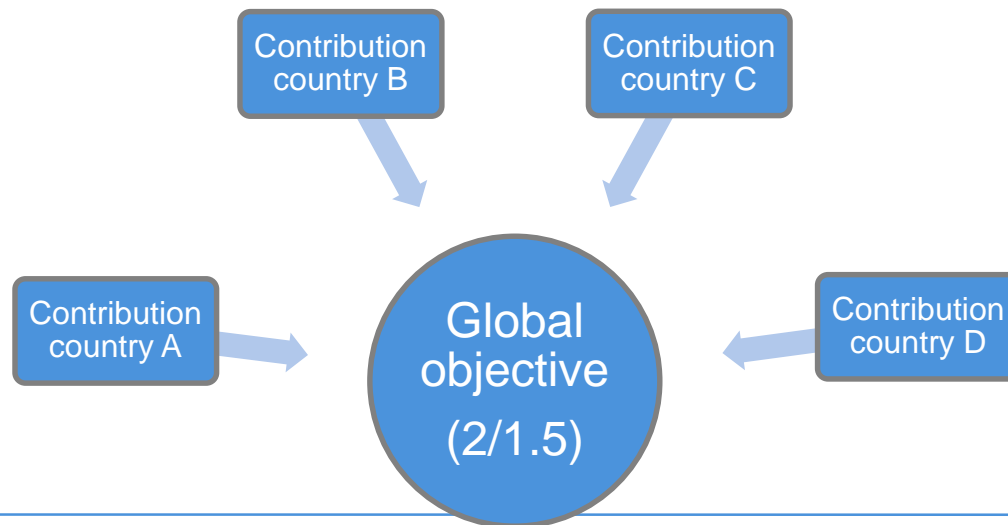 Contribution
country B
Contribution
country C
Contribution
country A
Global
objective
(2/1.5)
Contribution
country D